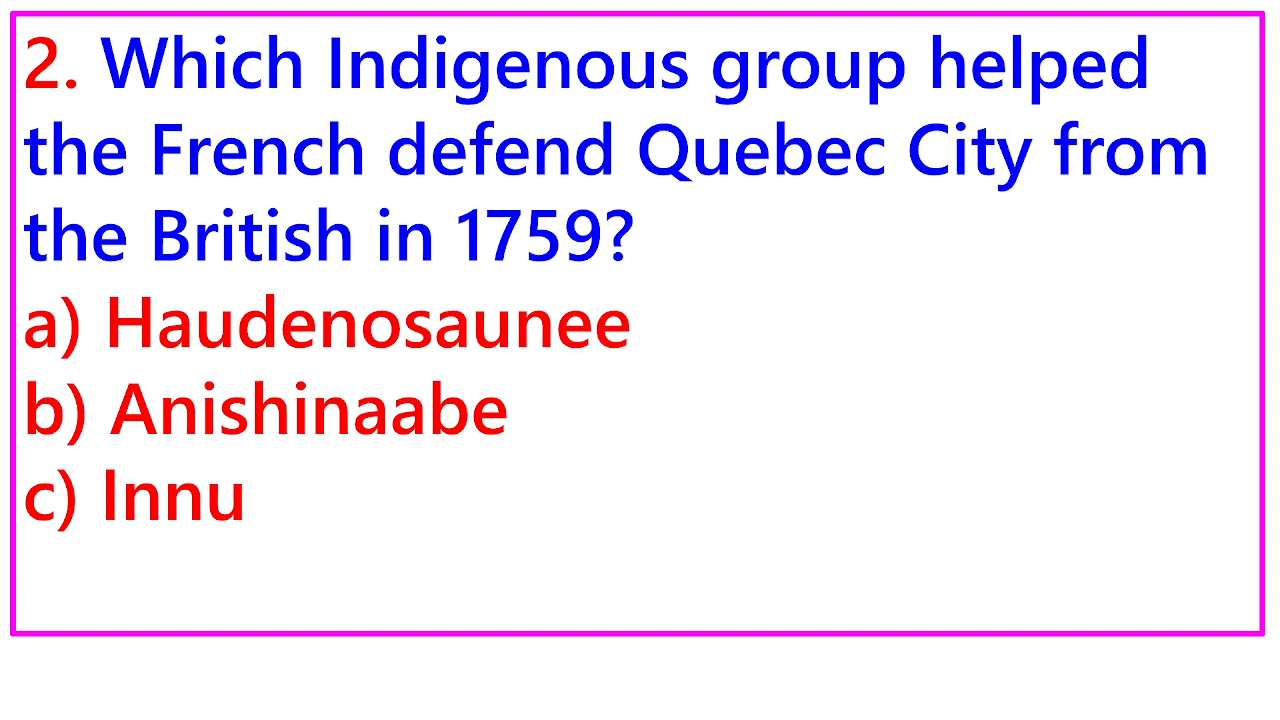 2. Which Indigenous group helped
the French defend Quebec City from
the British in 1759?
a) Haudenosaunee
b) Anishinaabe
c) Innu